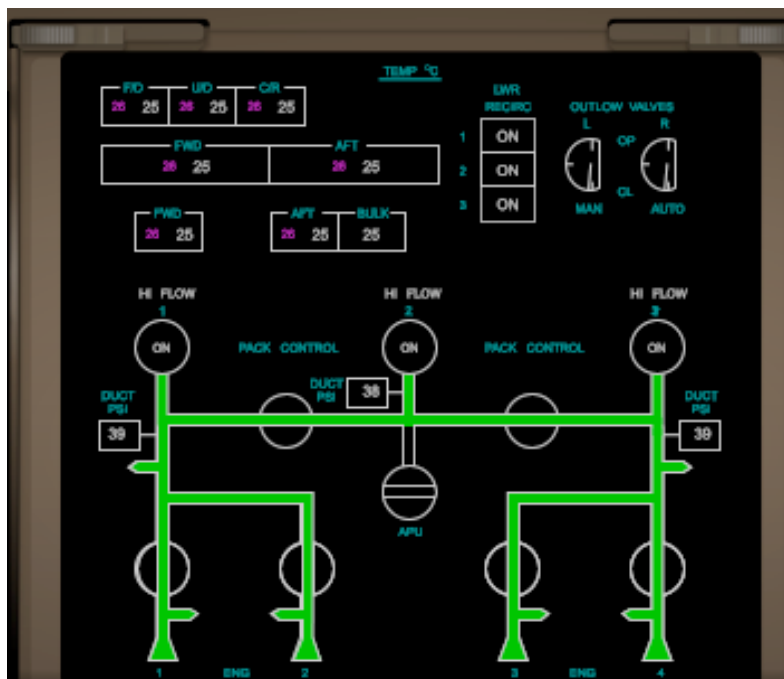 TEMP °C
F/D U/D C/R
26 25 26 25 26 25
LWR
RECIRC
OUTLOW VALVES
L R
1 ON
OP
FWD AFT
26 25 26 25
2 ON
CL
3 ON
MAN AUTO
FWD AFT BULK
26 25 26 25 25
HI FLOW HI FLOW HI FLOW
1 2 3
ON PACK CONTROL ON PACK CONTROL ON
DUCT
PSI
38
DUCT
PSI
39
DUCT
PSI
39
APU
1 ENG 2 3 ENG 4